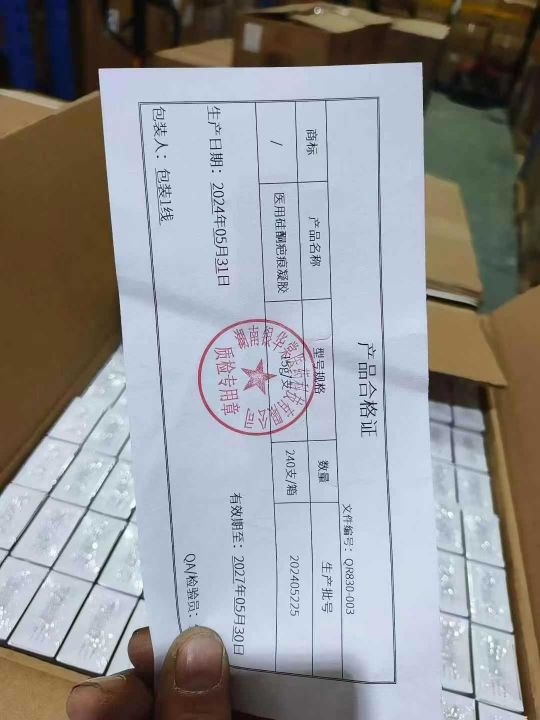 产品合格证
文件编号：QR830-003
商标 产品名称 型号规格 数量 生产批号
/ 医用硅酮疤痕凝胶 5g/支 240支/箱 202405225
生产日期：2024年05月31日 有效期至：2027年05月30日
包装人：包装1线 QA/检验员：
质检专用章